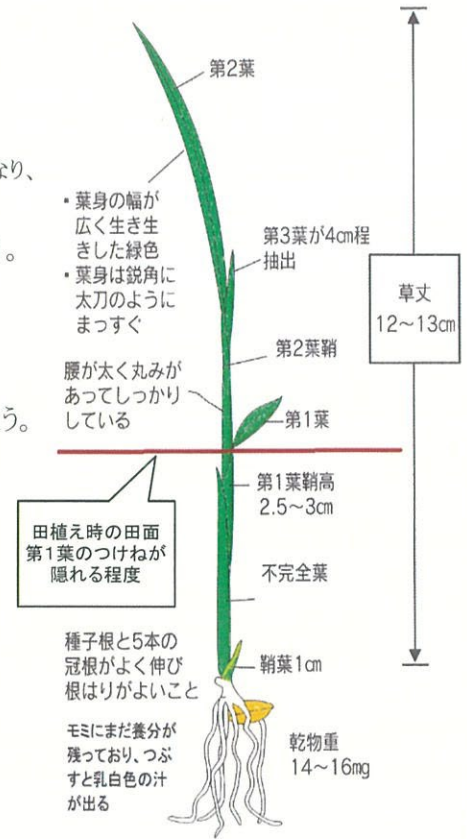 第2葉
なり、
・葉身の幅が
広く生き生
きした緑色
・葉身は鋭角に
太刀のように
まっすぐ
。
第3葉が4cm程
抽出
草丈
12～13cm
第2葉鞘
腰が太く丸みが
あってしっかり
している
う。
第1葉
第1葉鞘高
2.5～3cm
田植え時の田面
第1葉のつけねが
隠れる程度
不完全葉
種子根と5本の
冠根がよく伸び
根はりがよいこと
鞘葉1cm
モミにまだ養分が
残っており、つぶ
すと乳白色の汁
が出る
乾物重
14～16mg